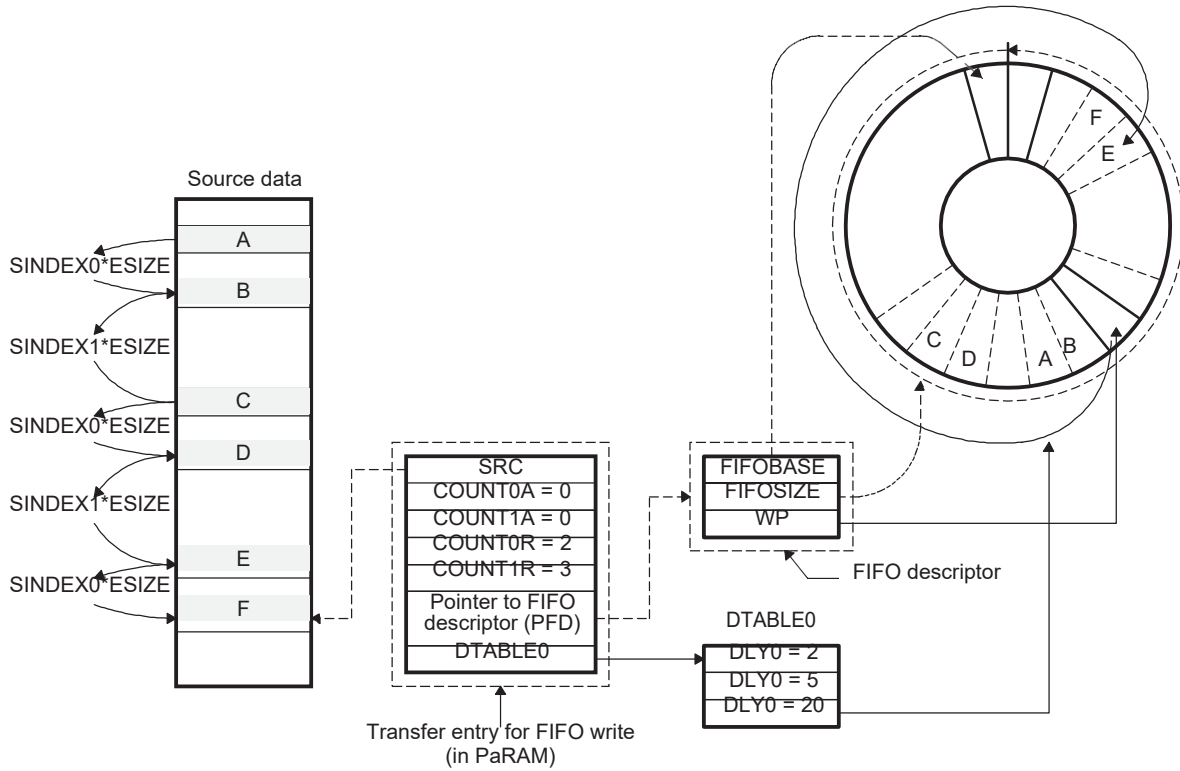 Source data
A
SINDEX0*ESIZE
B
SINDEX1*ESIZE
C
SINDEX0*ESIZE
D
SINDEX1*ESIZE
E
SINDEX0*ESIZE
F
SRC
COUNT0A = 0
COUNT1A = 0
COUNT0R = 2
COUNT1R = 3
Pointer to FIFO
descriptor (PFD)
DTABLE0
Transfer entry for FIFO write
(in PaRAM)
FIFOBASE
FIFOSIZE
WP
FIFO descriptor
DTABLE0
DLY0 = 2
DLY0 = 5
DLY0 = 20
F
E
C
D
A
B